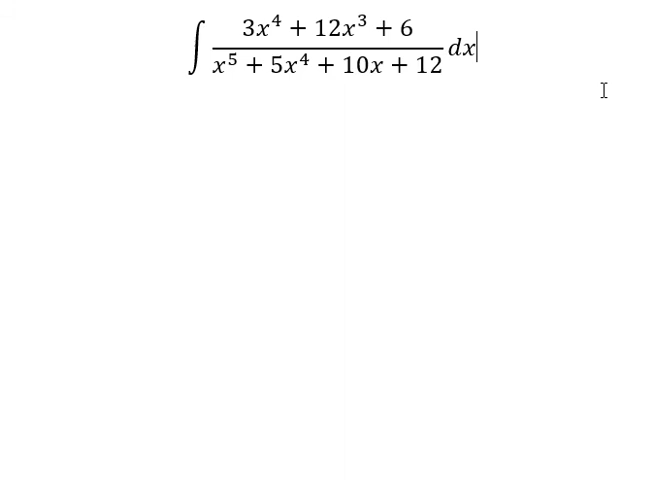 ∫ (3x⁴ + 12x³ + 6)/(x⁵ + 5x⁴ + 10x + 12) dx